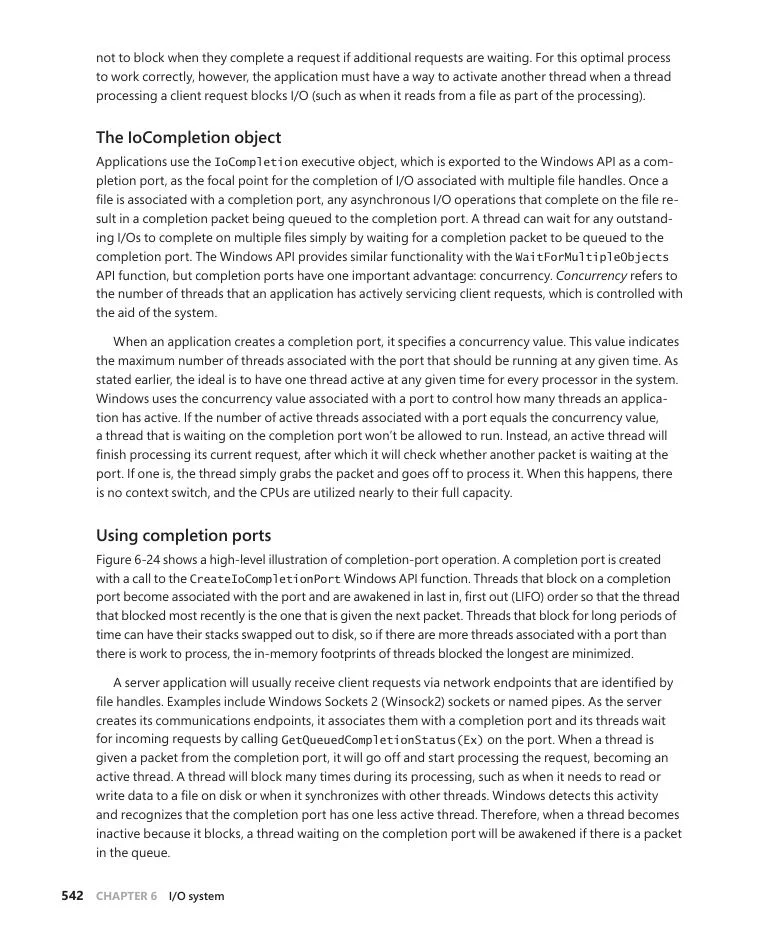 not to block when they complete a request if additional requests are waiting. For this optimal process
to work correctly, however, the application must have a way to activate another thread when a thread
processing a client request blocks I/O (such as when it reads from a file as part of the processing).
The IoCompletion object
Applications use the IoCompletion executive object, which is exported to the Windows API as a com-
pletion port, as the focal point for the completion of I/O associated with multiple file handles. Once a
file is associated with a completion port, any asynchronous I/O operations that complete on the file re-
sult in a completion packet being queued to the completion port. A thread can wait for any outstand-
ing I/Os to complete on multiple files simply by waiting for a completion packet to be queued to the
completion port. The Windows API provides similar functionality with the WaitForMultipleObjects
API function, but completion ports have one important advantage: concurrency. Concurrency refers to
the number of threads that an application has actively servicing client requests, which is controlled with
the aid of the system.
When an application creates a completion port, it specifies a concurrency value. This value indicates
the maximum number of threads associated with the port that should be running at any given time. As
stated earlier, the ideal is to have one thread active at any given time for every processor in the system.
Windows uses the concurrency value associated with a port to control how many threads an applica-
tion has active. If the number of active threads associated with a port equals the concurrency value,
a thread that is waiting on the completion port won't be allowed to run. Instead, an active thread will
finish processing its current request, after which it will check whether another packet is waiting at the
port. If one is, the thread simply grabs the packet and goes off to process it. When this happens, there
is no context switch, and the CPUs are utilized nearly to their full capacity.
Using completion ports
Figure 6-24 shows a high-level illustration of completion-port operation. A completion port is created
with a call to the CreateIoCompletionPort Windows API function. Threads that block on a completion
port become associated with the port and are awakened in last in, first out (LIFO) order so that the thread
that blocked most recently is the one that is given the next packet. Threads that block for long periods of
time can have their stacks swapped out to disk, so if there are more threads associated with a port than
there is work to process, the in-memory footprints of threads blocked the longest are minimized.
A server application will usually receive client requests via network endpoints that are identified by
file handles. Examples include Windows Sockets 2 (Winsock2) sockets or named pipes. As the server
creates its communications endpoints, it associates them with a completion port and its threads wait
for incoming requests by calling GetQueuedCompletionStatus(Ex) on the port. When a thread is
given a packet from the completion port, it will go off and start processing the request, becoming an
active thread. A thread will block many times during its processing, such as when it needs to read or
write data to a file on disk or when it synchronizes with other threads. Windows detects this activity
and recognizes that the completion port has one less active thread. Therefore, when a thread becomes
inactive because it blocks, a thread waiting on the completion port will be awakened if there is a packet
in the queue.
542 CHAPTER 6 I/O system